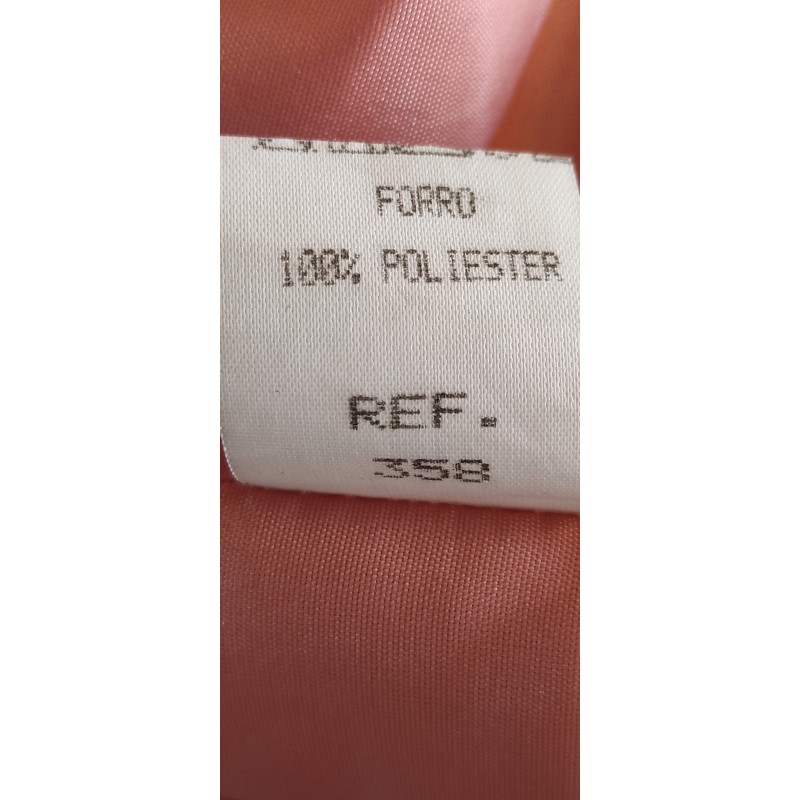 FORRO
100% POLIESTER
REF.
358